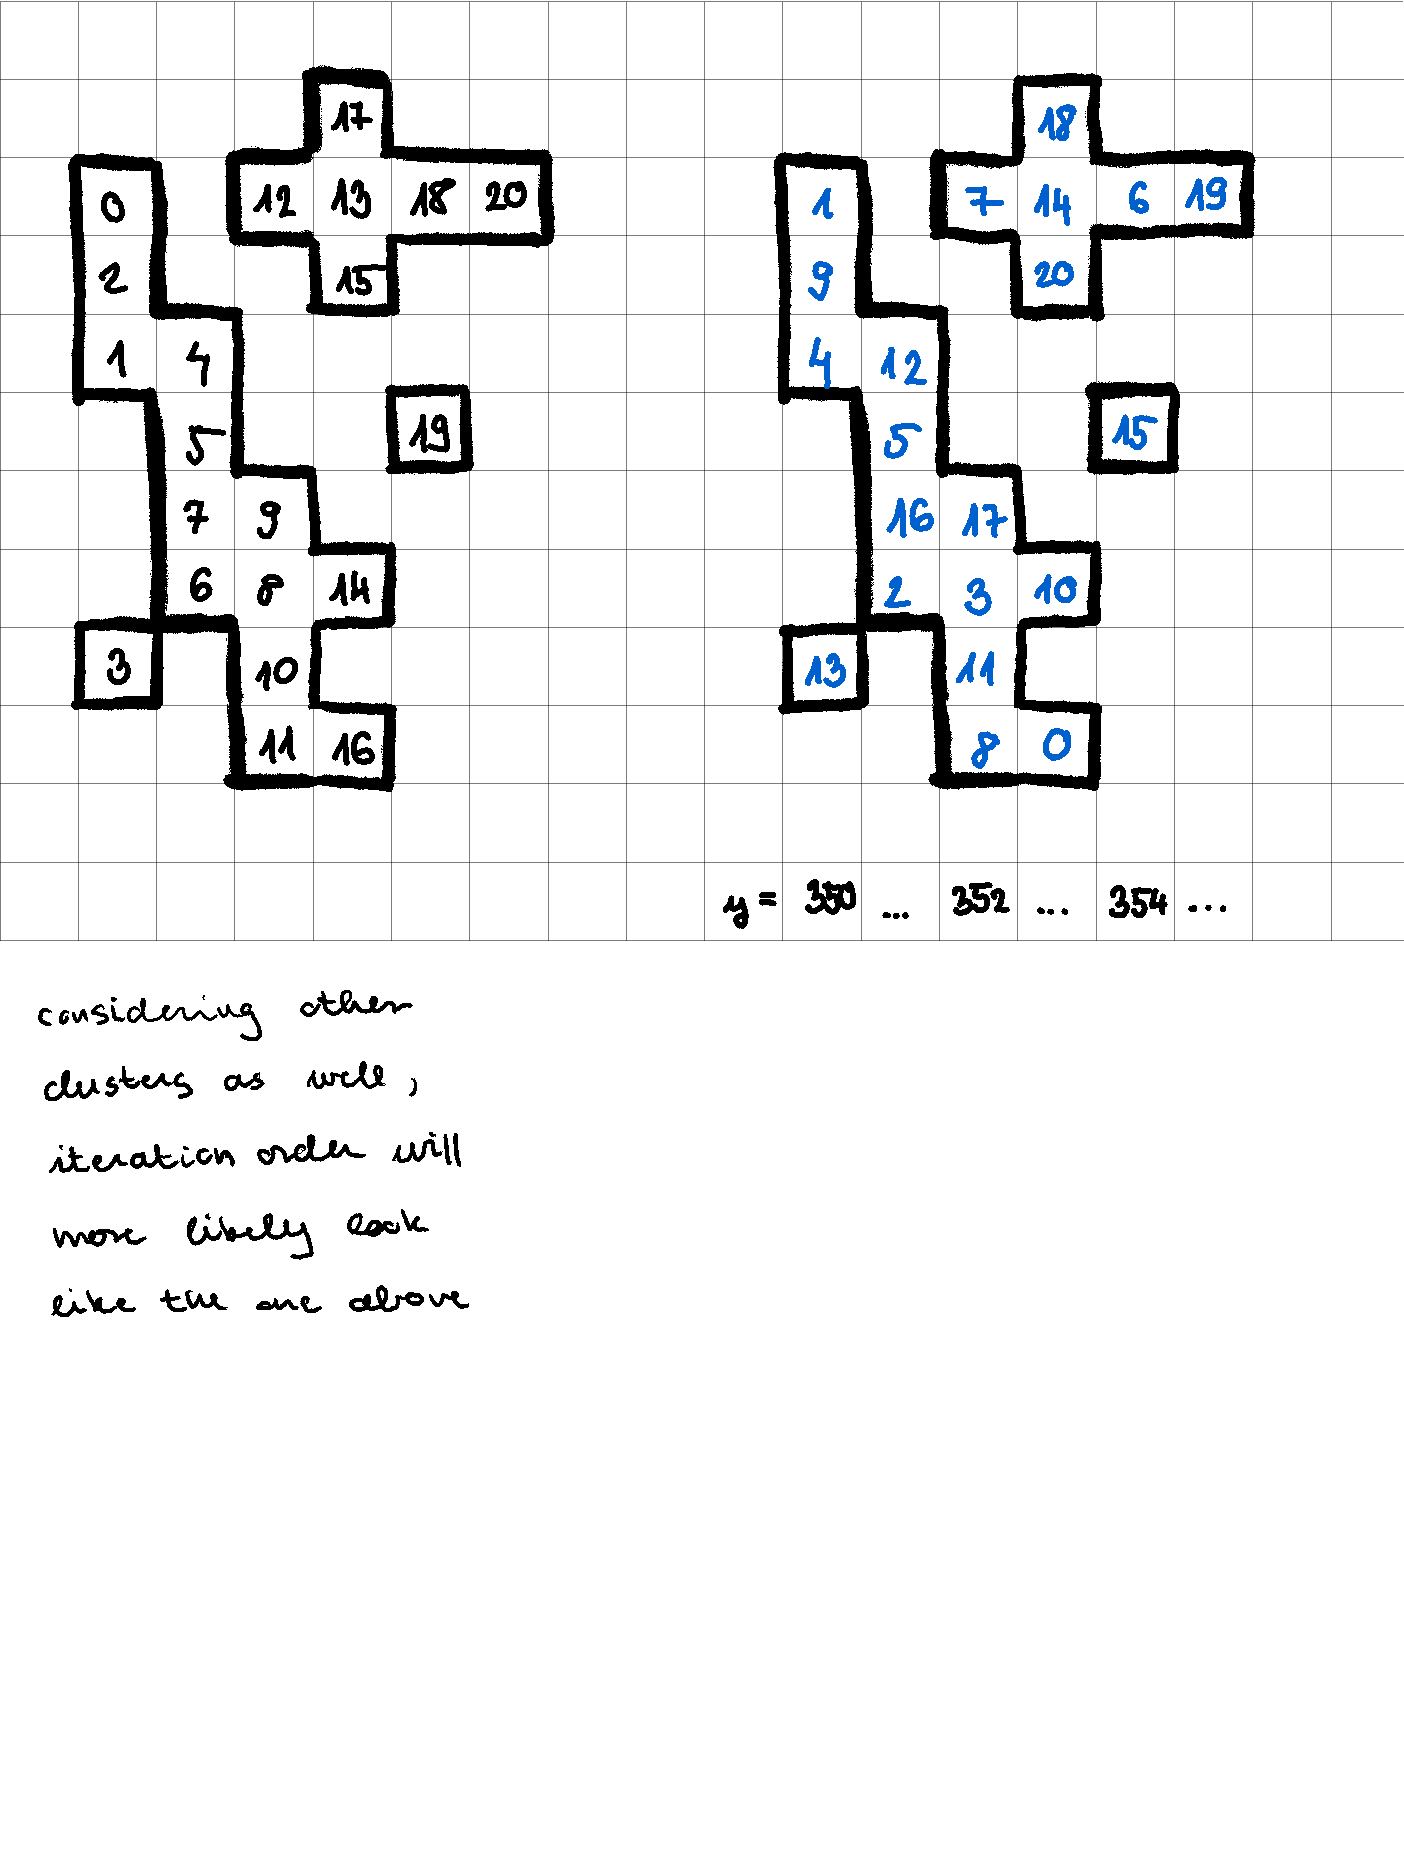 17 18
0 12 13 18 20 1 7 14 6 19
2 15 9 20
1 4 4 12
5 19 5 15
7 9 16 17
6 8 14 2 3 10
3 10 13 11
11 16 8 0
y = 350 ... 352 ... 354 ...
considering other
clusters as well,
iteration order will
more likely look
like the one above